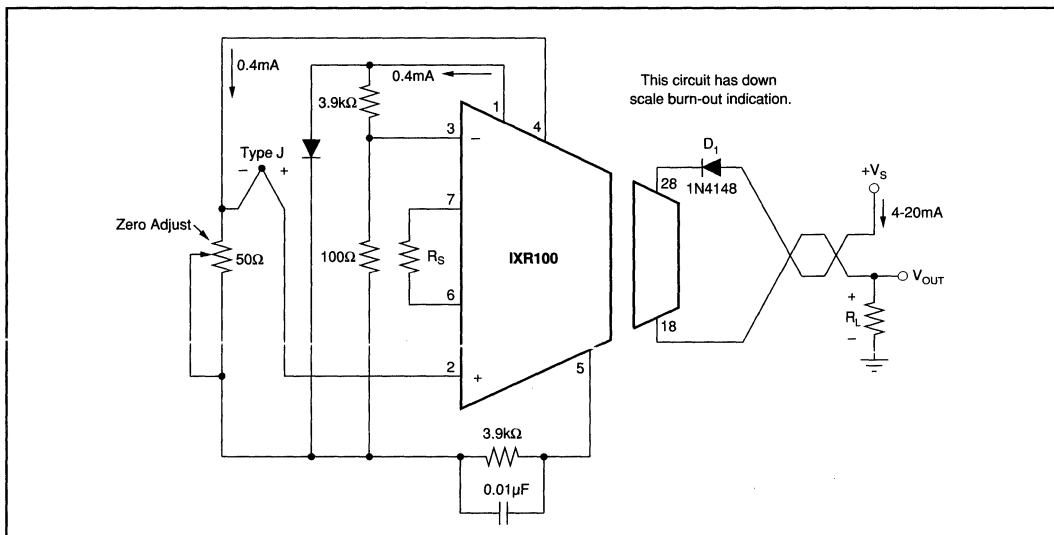 0.4mA
0.4mA
This circuit has down
scale burn-out indication.
3.9kΩ
1
4
3
−
D1
Type J
− +
28
1N4148
+VS
4-20mA
Zero Adjust
7
50Ω
100Ω
RS
IXR100
VOUT
6
+
RL
−
18
2
+
5
3.9kΩ
0.01µF